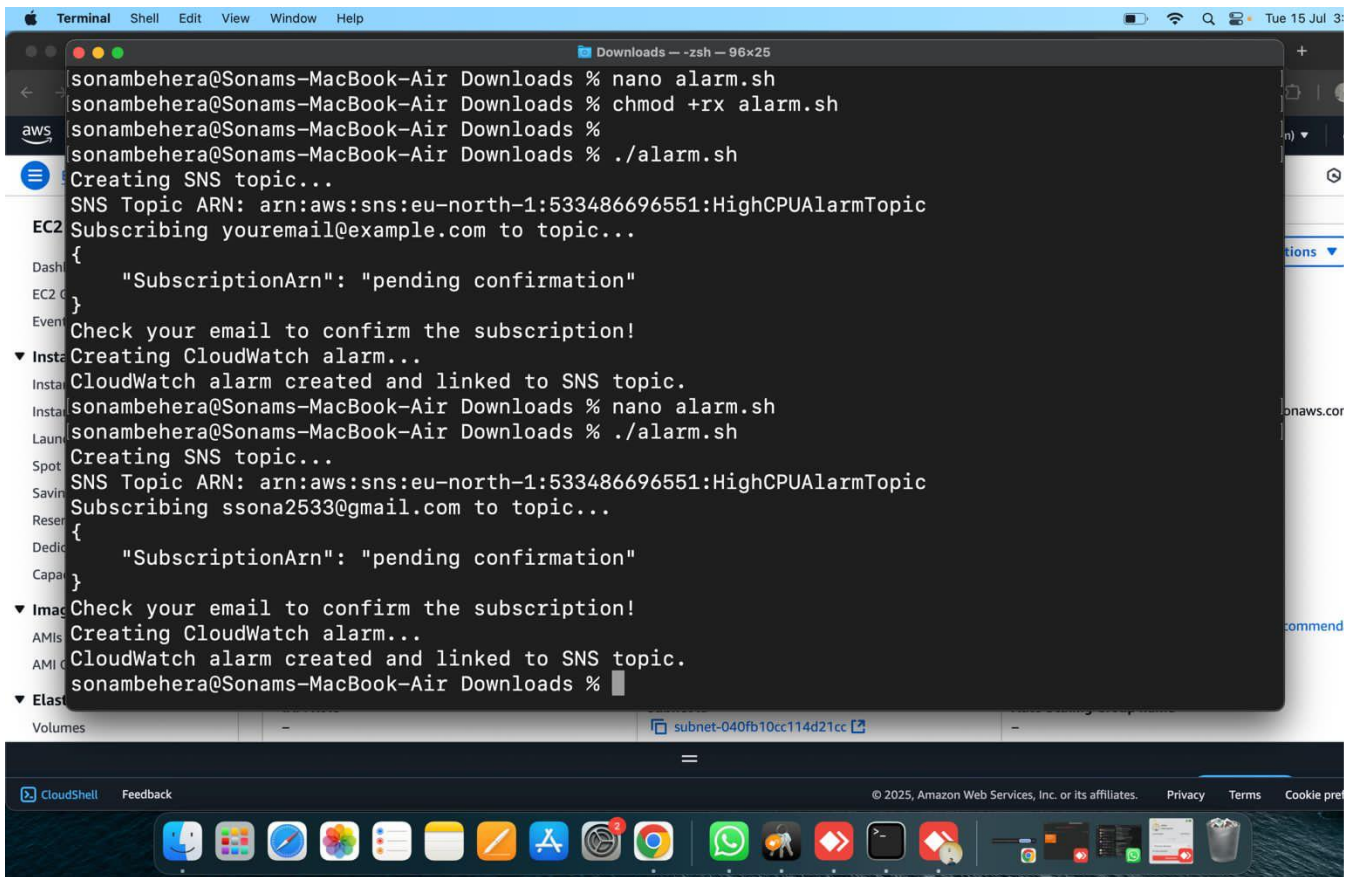 Terminal Shell Edit View Window Help
Tue 15 Jul
Downloads — -zsh — 96×25
sonambehera@Sonams-MacBook-Air Downloads % nano alarm.sh
sonambehera@Sonams-MacBook-Air Downloads % chmod +rx alarm.sh
sonambehera@Sonams-MacBook-Air Downloads %
sonambehera@Sonams-MacBook-Air Downloads % ./alarm.sh
Creating SNS topic...
SNS Topic ARN: arn:aws:sns:eu-north-1:533486696551:HighCPUAlarmTopic
Subscribing youremail@example.com to topic...
{
    "SubscriptionArn": "pending confirmation"
}
Check your email to confirm the subscription!
Creating CloudWatch alarm...
CloudWatch alarm created and linked to SNS topic.
sonambehera@Sonams-MacBook-Air Downloads % nano alarm.sh
sonambehera@Sonams-MacBook-Air Downloads % ./alarm.sh
Creating SNS topic...
SNS Topic ARN: arn:aws:sns:eu-north-1:533486696551:HighCPUAlarmTopic
Subscribing ssona2533@gmail.com to topic...
{
    "SubscriptionArn": "pending confirmation"
}
Check your email to confirm the subscription!
Creating CloudWatch alarm...
CloudWatch alarm created and linked to SNS topic.
sonambehera@Sonams-MacBook-Air Downloads %
aws
EC2
AMIs
Volumes
–
subnet-040fb10cc114d21cc
–
CloudShell Feedback
© 2025, Amazon Web Services, Inc. or its affiliates. Privacy Terms Cookie
2